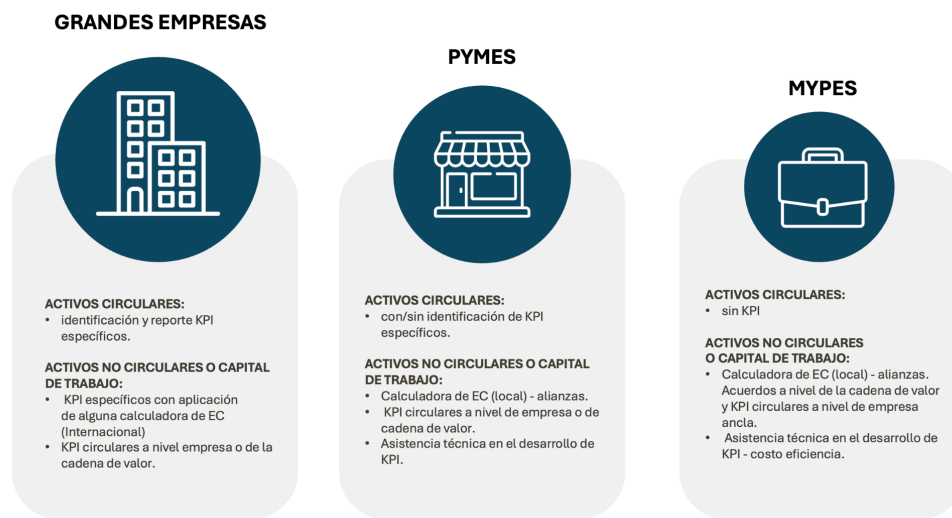 GRANDES EMPRESAS
ACTIVOS CIRCULARES:
• identificación y reporte KPI
específicos.
ACTIVOS NO CIRCULARES O CAPITAL
DE TRABAJO:
• KPI específicos con aplicación
de alguna calculadora de EC
(Internacional)
• KPI circulares a nivel empresa o de la
cadena de valor.
PYMES
ACTIVOS CIRCULARES:
• con/sin identificación de KPI
específicos.
ACTIVOS NO CIRCULARES O CAPITAL
DE TRABAJO:
• Calculadora de EC (local) - alianzas.
• KPI circulares a nivel de empresa o de
cadena de valor.
• Asistencia técnica en el desarrollo de
KPI.
MYPES
ACTIVOS CIRCULARES:
• sin KPI
ACTIVOS NO CIRCULARES
O CAPITAL DE TRABAJO:
• Calculadora de EC (local) - alianzas.
Acuerdos a nivel de la cadena de valor
y KPI circulares a nivel de empresa
ancla.
• Asistencia técnica en el desarrollo de
KPI - costo eficiencia.